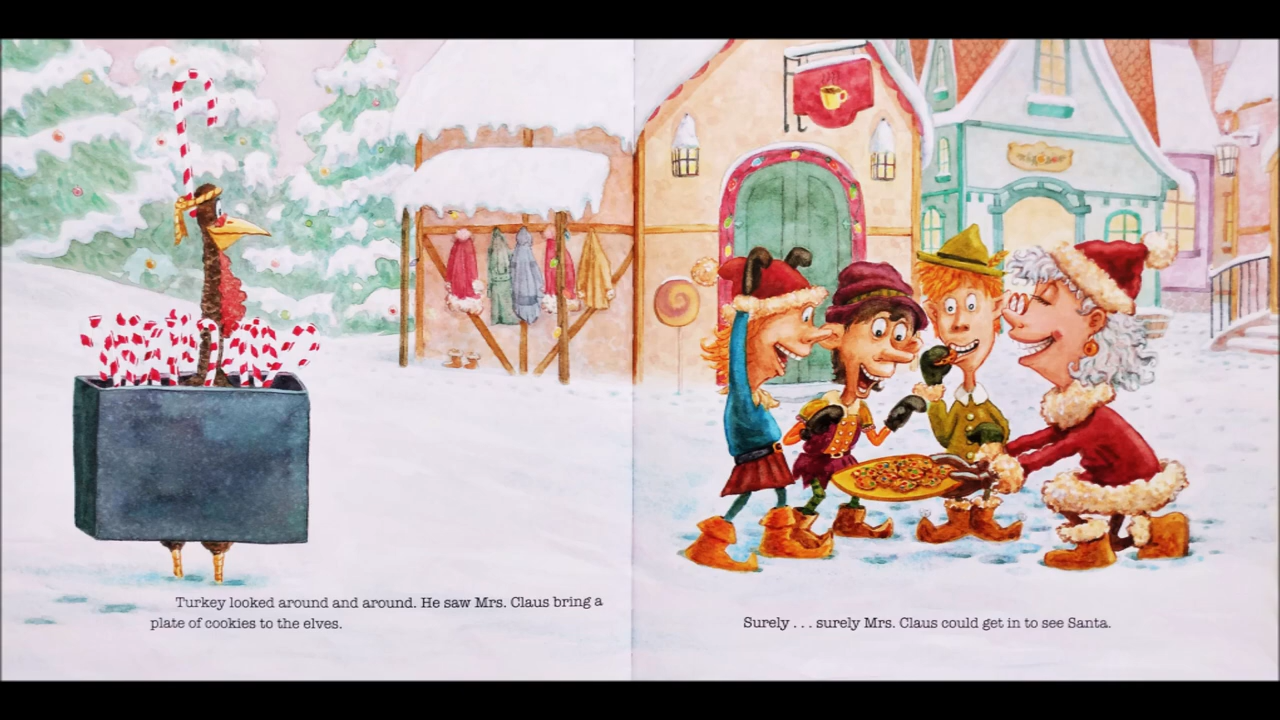 Turkey looked around and around. He saw Mrs. Claus bring a
plate of cookies to the elves.
Surely . . . surely Mrs. Claus could get in to see Santa.